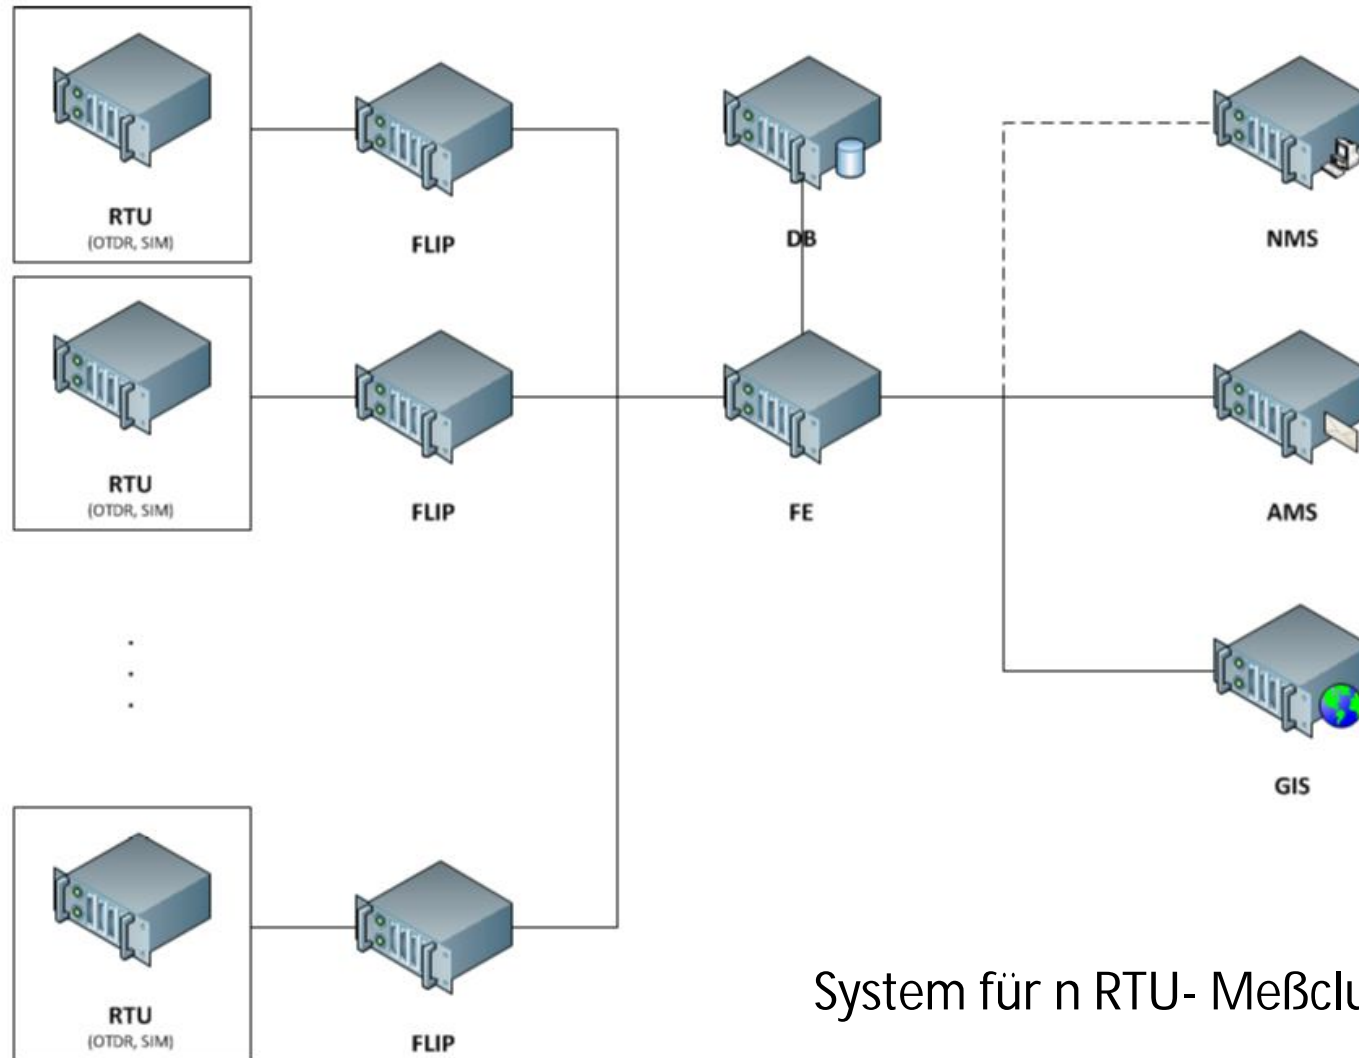 RTU
(OTDR, SIM)
FLIP
DB
NMS
RTU
(OTDR, SIM)
FLIP
FE
AMS
GIS
RTU
(OTDR, SIM)
FLIP
System für n RTU- Meßclu